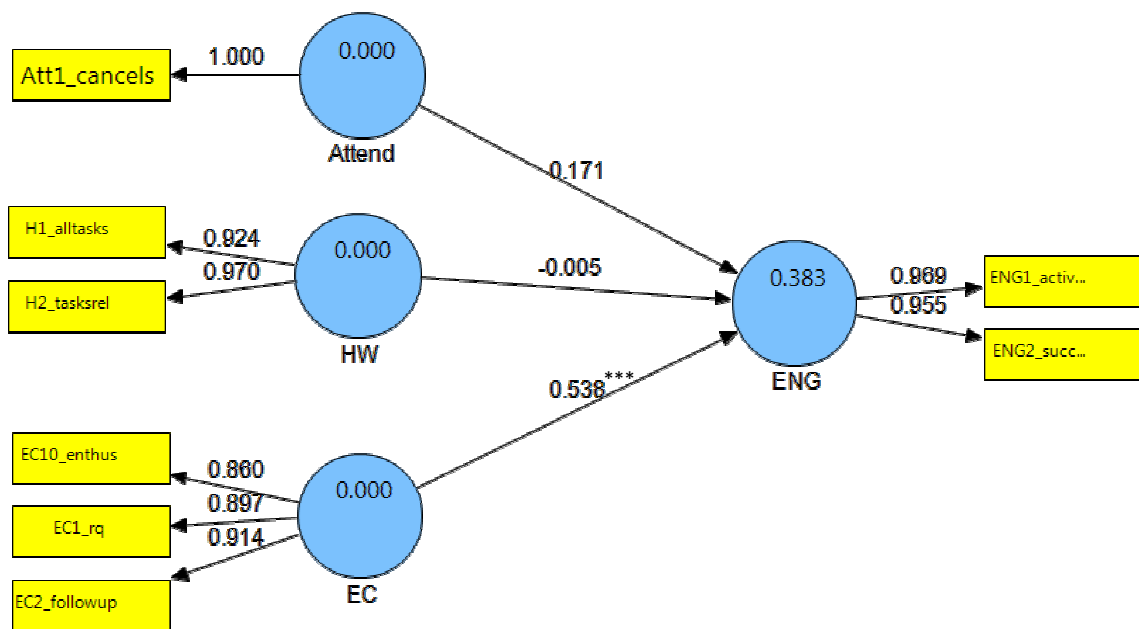 Att1_cancels
1.000
0.000
Attend
0.171
H1_alltasks
0.924
0.970
H2_tasksrel
0.000
HW
-0.005
0.383
ENG
0.969
0.955
ENG1_activ...
ENG2_succ...
0.538***
EC10_enthus
0.860
EC1_rq
0.897
0.914
EC2_followup
0.000
EC